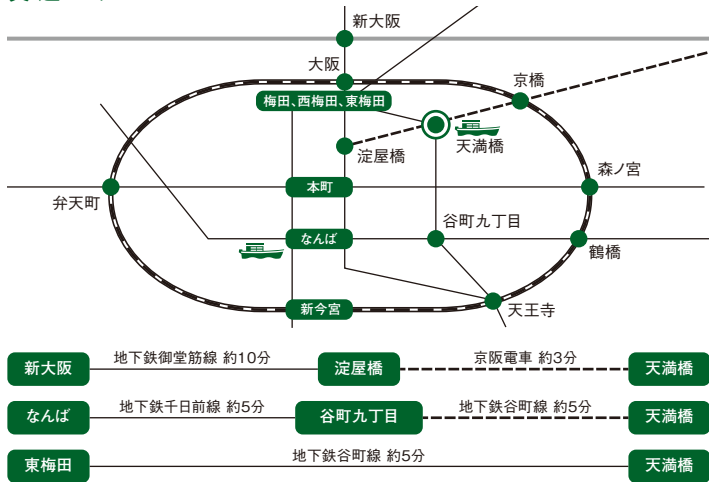 新大阪
大阪
京橋
梅田、西梅田、東梅田
天満橋
淀屋橋
森ノ宮
本町
弁天町
谷町九丁目
なんば
鶴橋
新今宮
天王寺
新大阪 地下鉄御堂筋線 約10分 淀屋橋 京阪電車 約3分 天満橋
なんば 地下鉄千日前線 約5分 谷町九丁目 地下鉄谷町線 約5分 天満橋
東梅田 地下鉄谷町線 約5分 天満橋